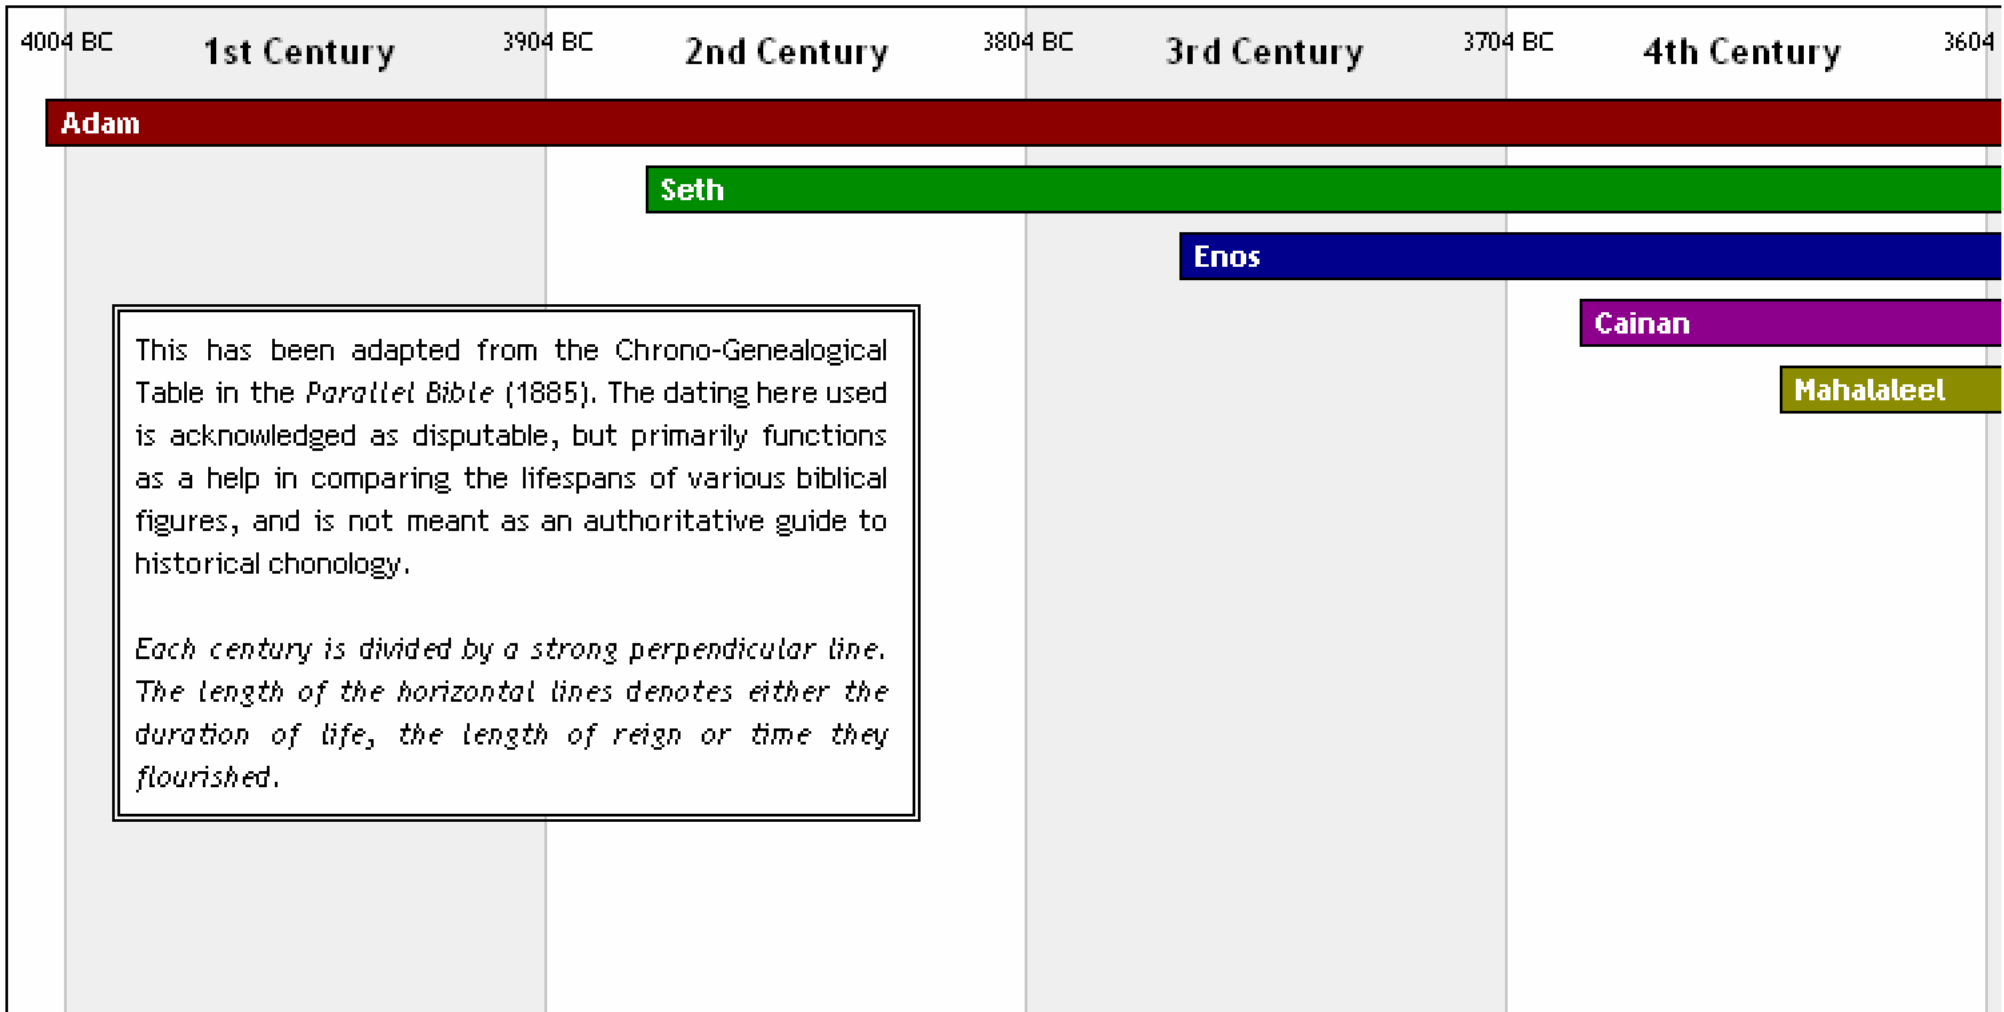 4004 BC 1st Century 3904 BC 2nd Century 3804 BC 3rd Century 3704 BC 4th Century 3604
Adam
Seth
Enos
Cainan
Mahalaleel
This has been adapted from the Chrono-Genealogical
Table in the Parallel Bible (1885). The dating here used
is acknowledged as disputable, but primarily functions
as a help in comparing the lifespans of various biblical
figures, and is not meant as an authoritative guide to
historical chonology.
Each century is divided by a strong perpendicular line.
The length of the horizontal lines denotes either the
duration of life, the length of reign or time they
flourished.